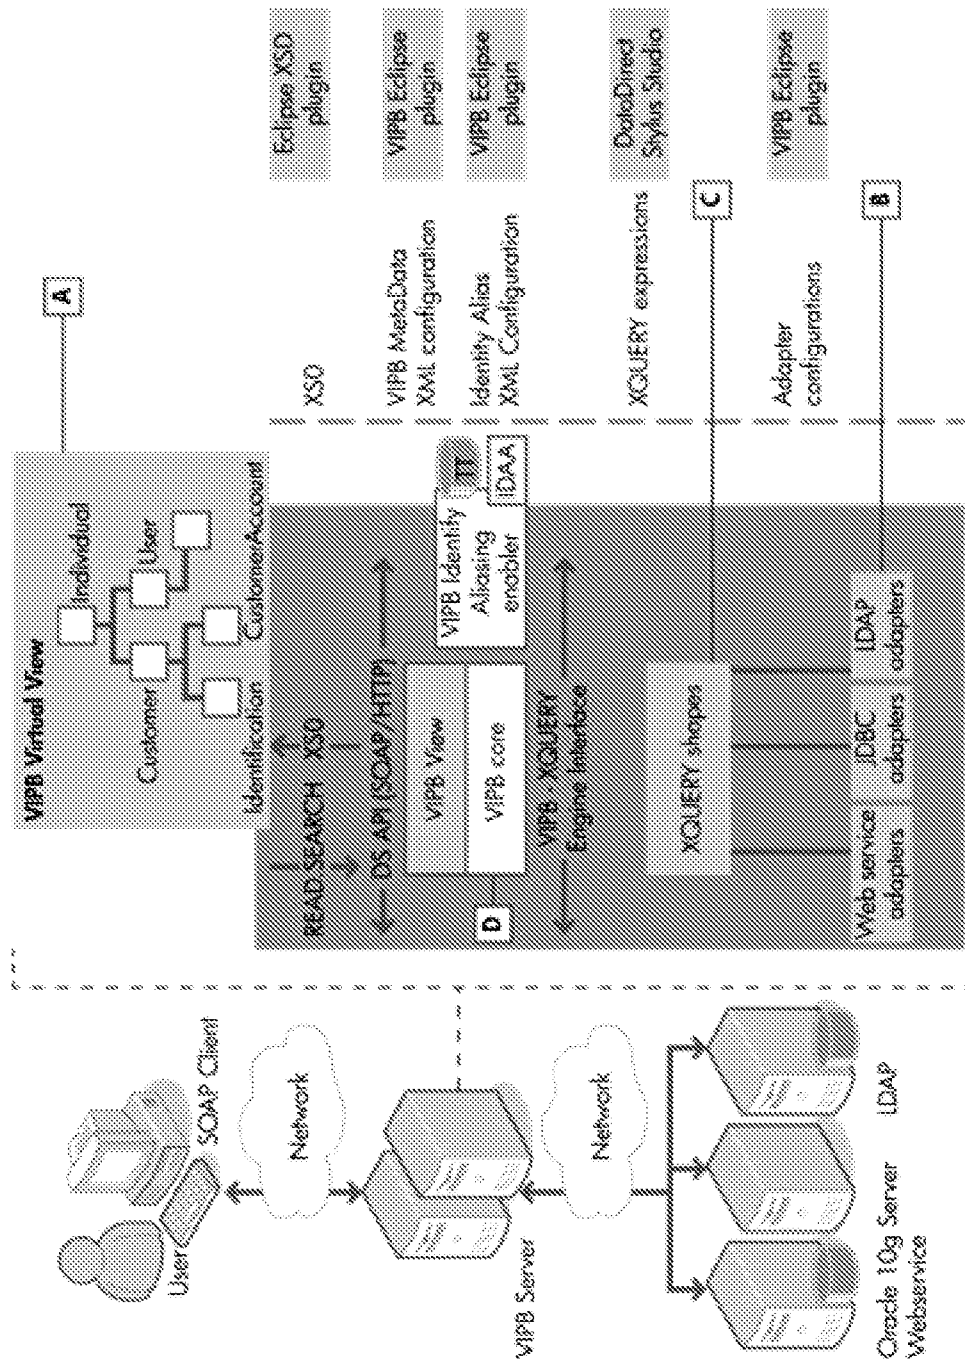 User
SOAP Client
Network
VIPB Server
Network
Oracle 10g Server
Webservice
LDAP
VIPB Virtual View
Individual
Customer
User
Identification
CustomerAccount
A
READ SEARCH XSD
XSD
Eclipse XSD
plugin
DS API (SOAP/HTTP)
VIPB MetaData
XML configuration
VIPB Eclipse
plugin
VIPB View
VIPB core
D
VIPB Identity
Aliasing
enabler
TT
IDAA
Identity Alias
XML Configuration
VIPB Eclipse
plugin
VIPB - XQUERY
Engine Interface
XQUERY expressions
DataDirect
Stylus Studio
XQUERY shapes
C
Adapter
configurations
VIPB Eclipse
plugin
Web service
adapters
JDBC
adapters
LDAP
adapters
B